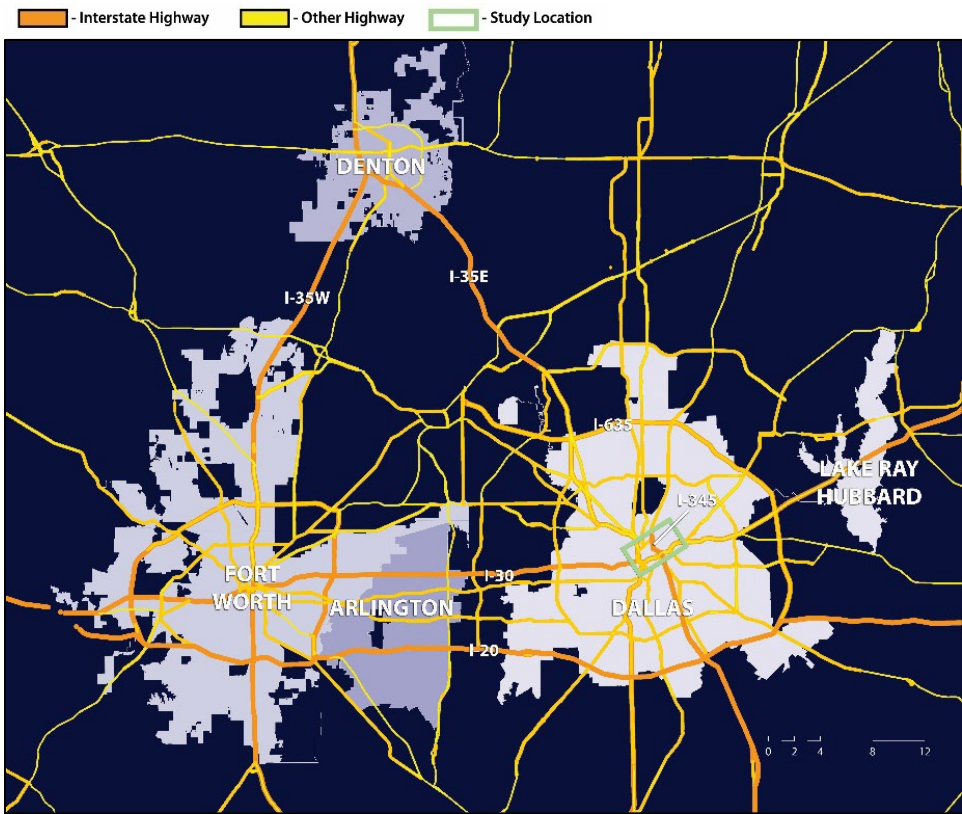 - Interstate Highway
- Other Highway
- Study Location
DENTON
I-35W
I-35E
I-635
LAKE RAY
HUBBARD
I-345
FORT
WORTH
I-30
ARLINGTON
DALLAS
I-20
0 2 4 8 12